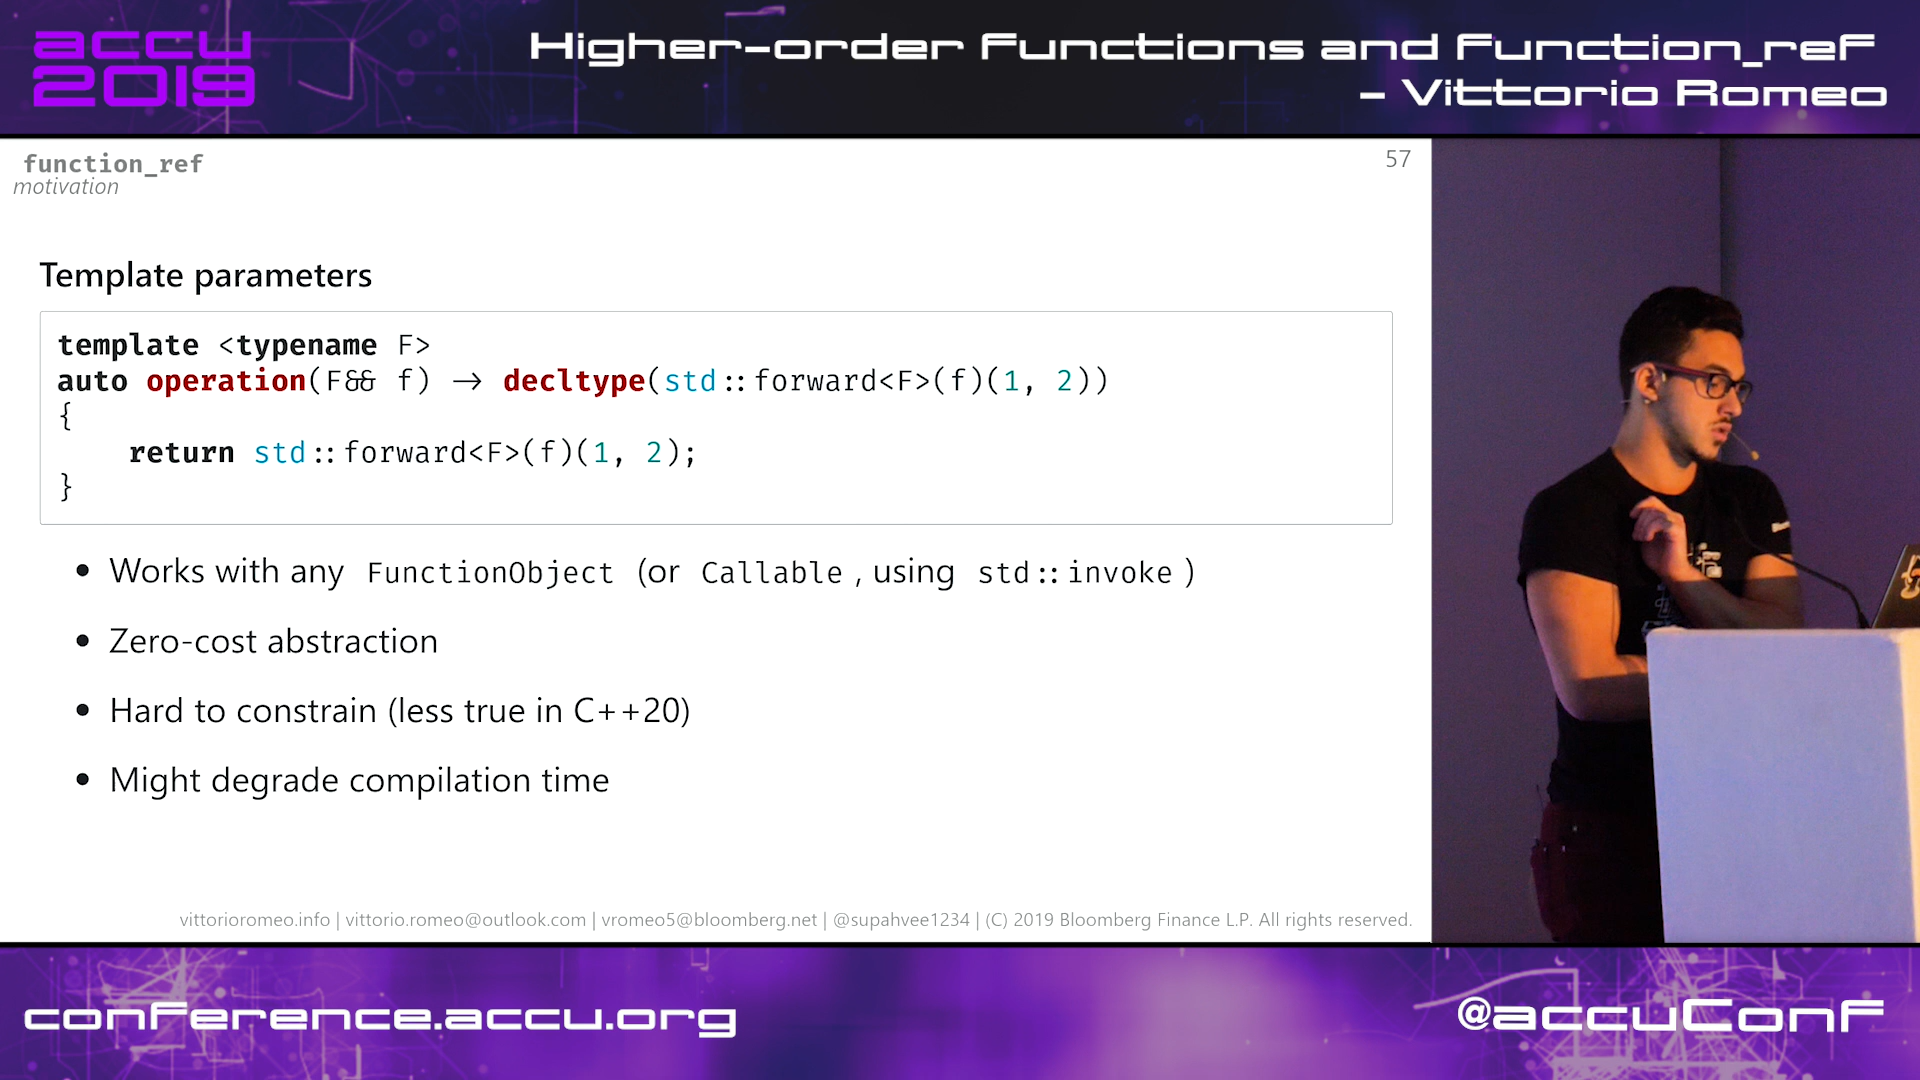 accu
2019
Higher-order Functions and Function_ref
- Vittorio Romeo
function_ref
motivation
57
Template parameters
template <typename F>
auto operation(F&& f) -> decltype(std::forward<F>(f)(1, 2))
{
    return std::forward<F>(f)(1, 2);
}
• Works with any FunctionObject (or Callable, using std::invoke)
• Zero-cost abstraction
• Hard to constrain (less true in C++20)
• Might degrade compilation time
vittorioromeo.info | vittorio.romeo@outlook.com | vromeo5@bloomberg.net | @supahvee1234 | (C) 2019 Bloomberg Finance L.P. All rights reserved.
conference.accu.org
@accuConf